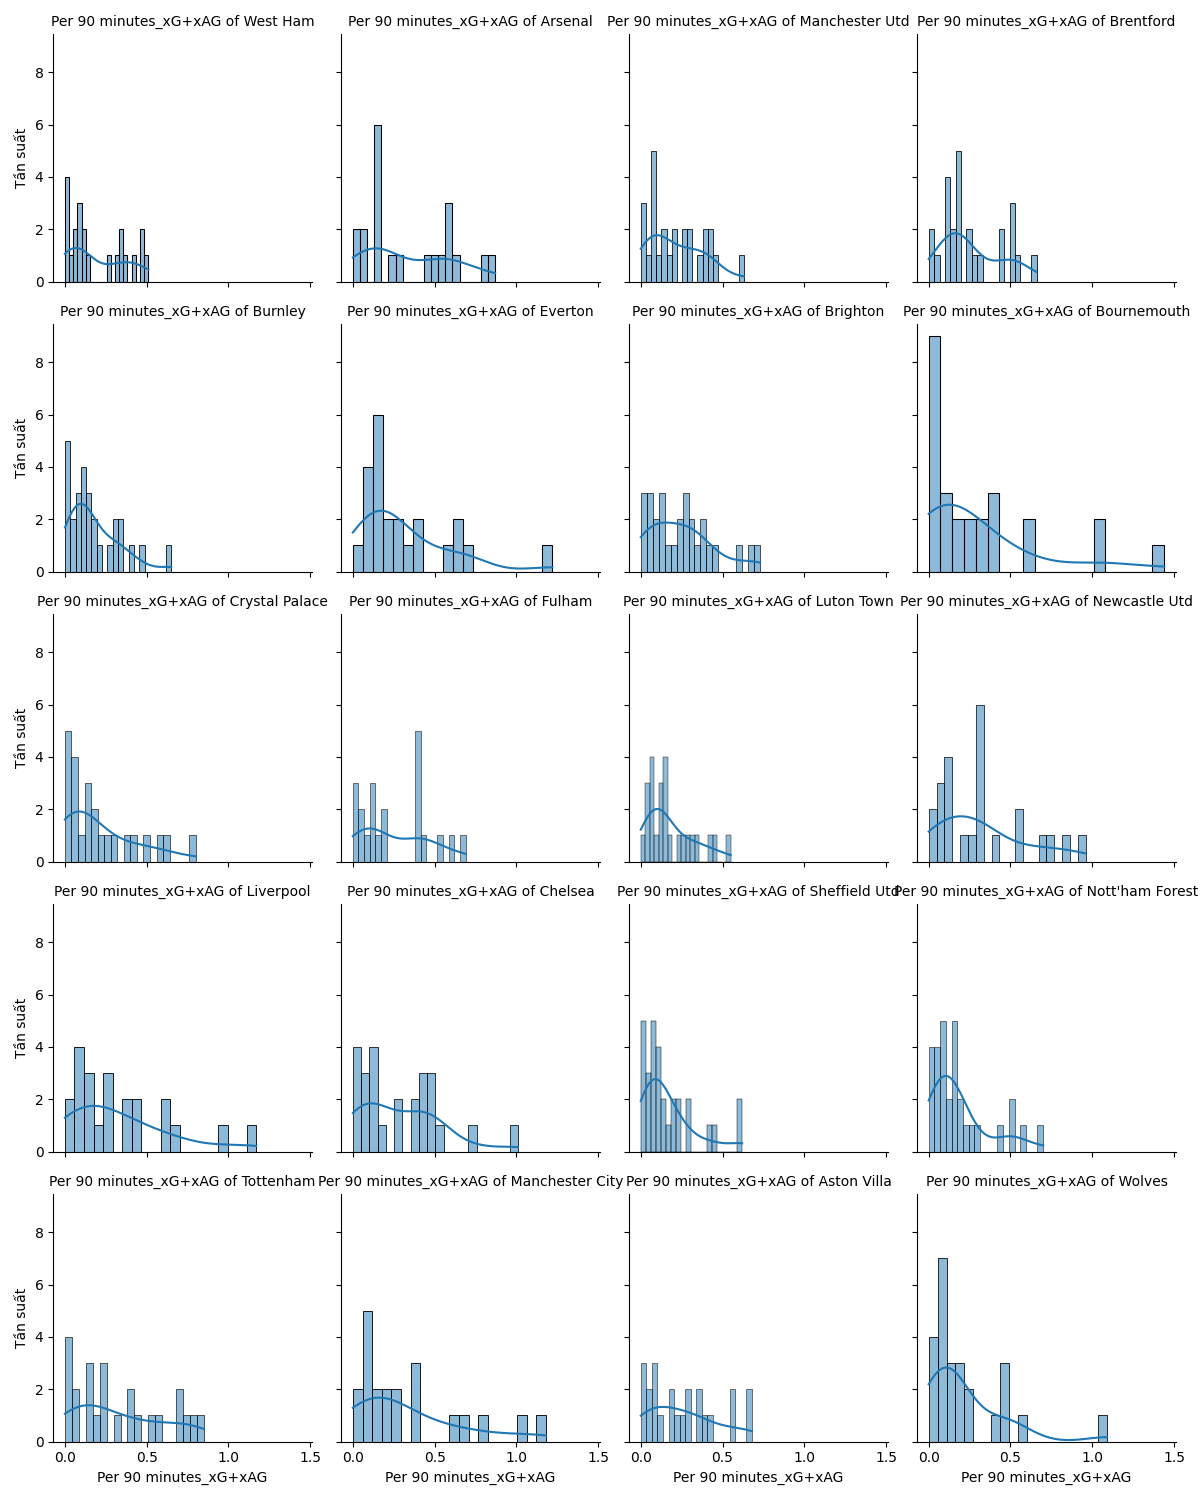 Per 90 minutes_xG+xAG of West Ham
Per 90 minutes_xG+xAG of Arsenal
Per 90 minutes_xG+xAG of Manchester Utd
Per 90 minutes_xG+xAG of Brentford
8
6
4
2
0
Tần suất
Per 90 minutes_xG+xAG of Burnley
Per 90 minutes_xG+xAG of Everton
Per 90 minutes_xG+xAG of Brighton
Per 90 minutes_xG+xAG of Bournemouth
8
6
4
2
0
Tần suất
Per 90 minutes_xG+xAG of Crystal Palace
Per 90 minutes_xG+xAG of Fulham
Per 90 minutes_xG+xAG of Luton Town
Per 90 minutes_xG+xAG of Newcastle Utd
8
6
4
2
0
Tần suất
Per 90 minutes_xG+xAG of Liverpool
Per 90 minutes_xG+xAG of Chelsea
Per 90 minutes_xG+xAG of Sheffield Utd
Per 90 minutes_xG+xAG of Nott'ham Forest
8
6
4
2
0
Tần suất
Per 90 minutes_xG+xAG of Tottenham
Per 90 minutes_xG+xAG of Manchester City
Per 90 minutes_xG+xAG of Aston Villa
Per 90 minutes_xG+xAG of Wolves
8
6
4
2
0
Tần suất
0.0 0.5 1.0 1.5
0.0 0.5 1.0 1.5
0.0 0.5 1.0 1.5
0.0 0.5 1.0 1.5
Per 90 minutes_xG+xAG
Per 90 minutes_xG+xAG
Per 90 minutes_xG+xAG
Per 90 minutes_xG+xAG